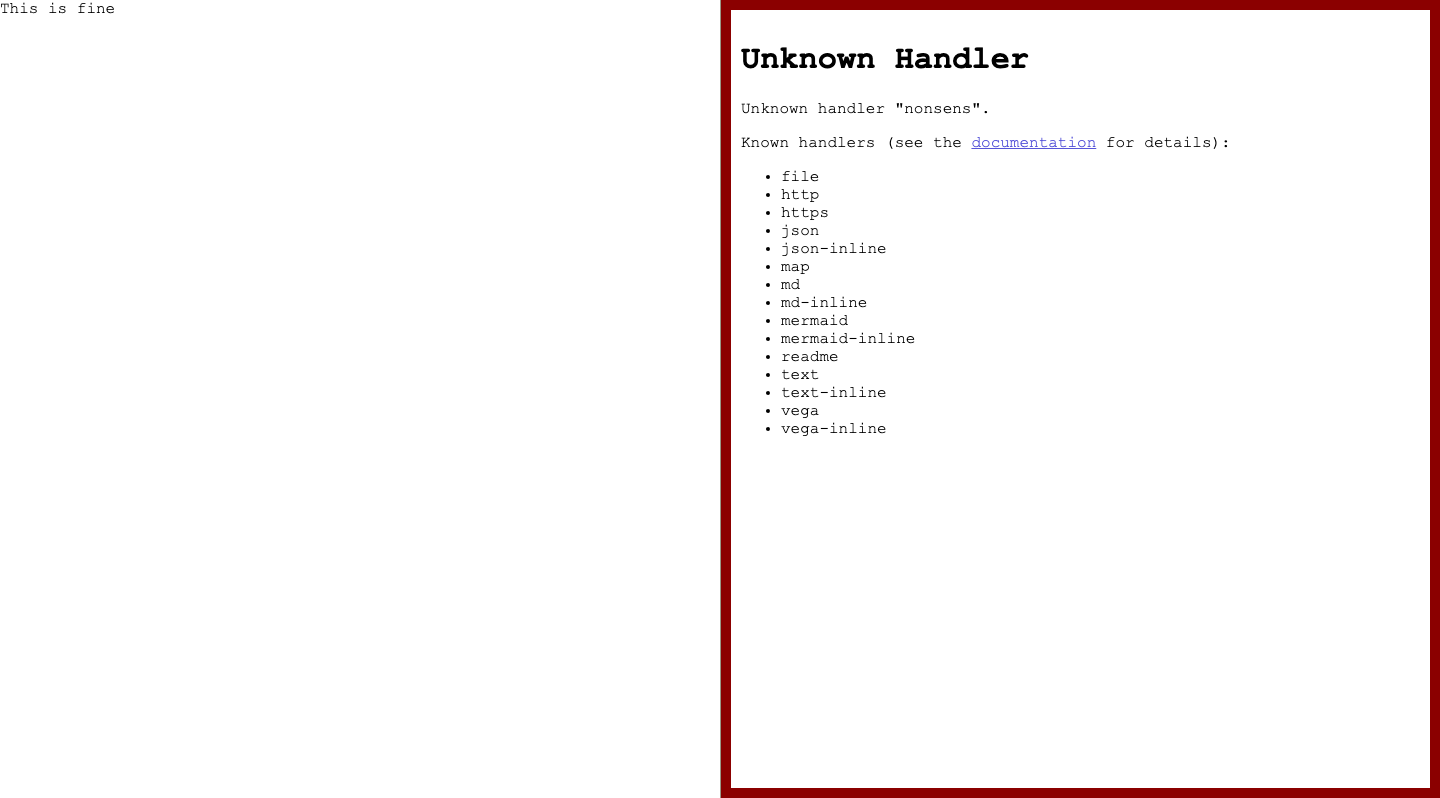 This is fine
Unknown Handler
Unknown handler "nonsens".
Known handlers (see the documentation for details):
• file
• http
• https
• json
• json-inline
• map
• md
• md-inline
• mermaid
• mermaid-inline
• readme
• text
• text-inline
• vega
• vega-inline